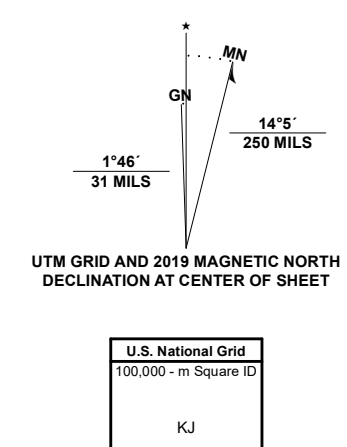 ★
MN
GN
14°5´
250 MILS
1°46´
31 MILS
UTM GRID AND 2019 MAGNETIC NORTH
DECLINATION AT CENTER OF SHEET
U.S. National Grid
100,000 - m Square ID
KJ